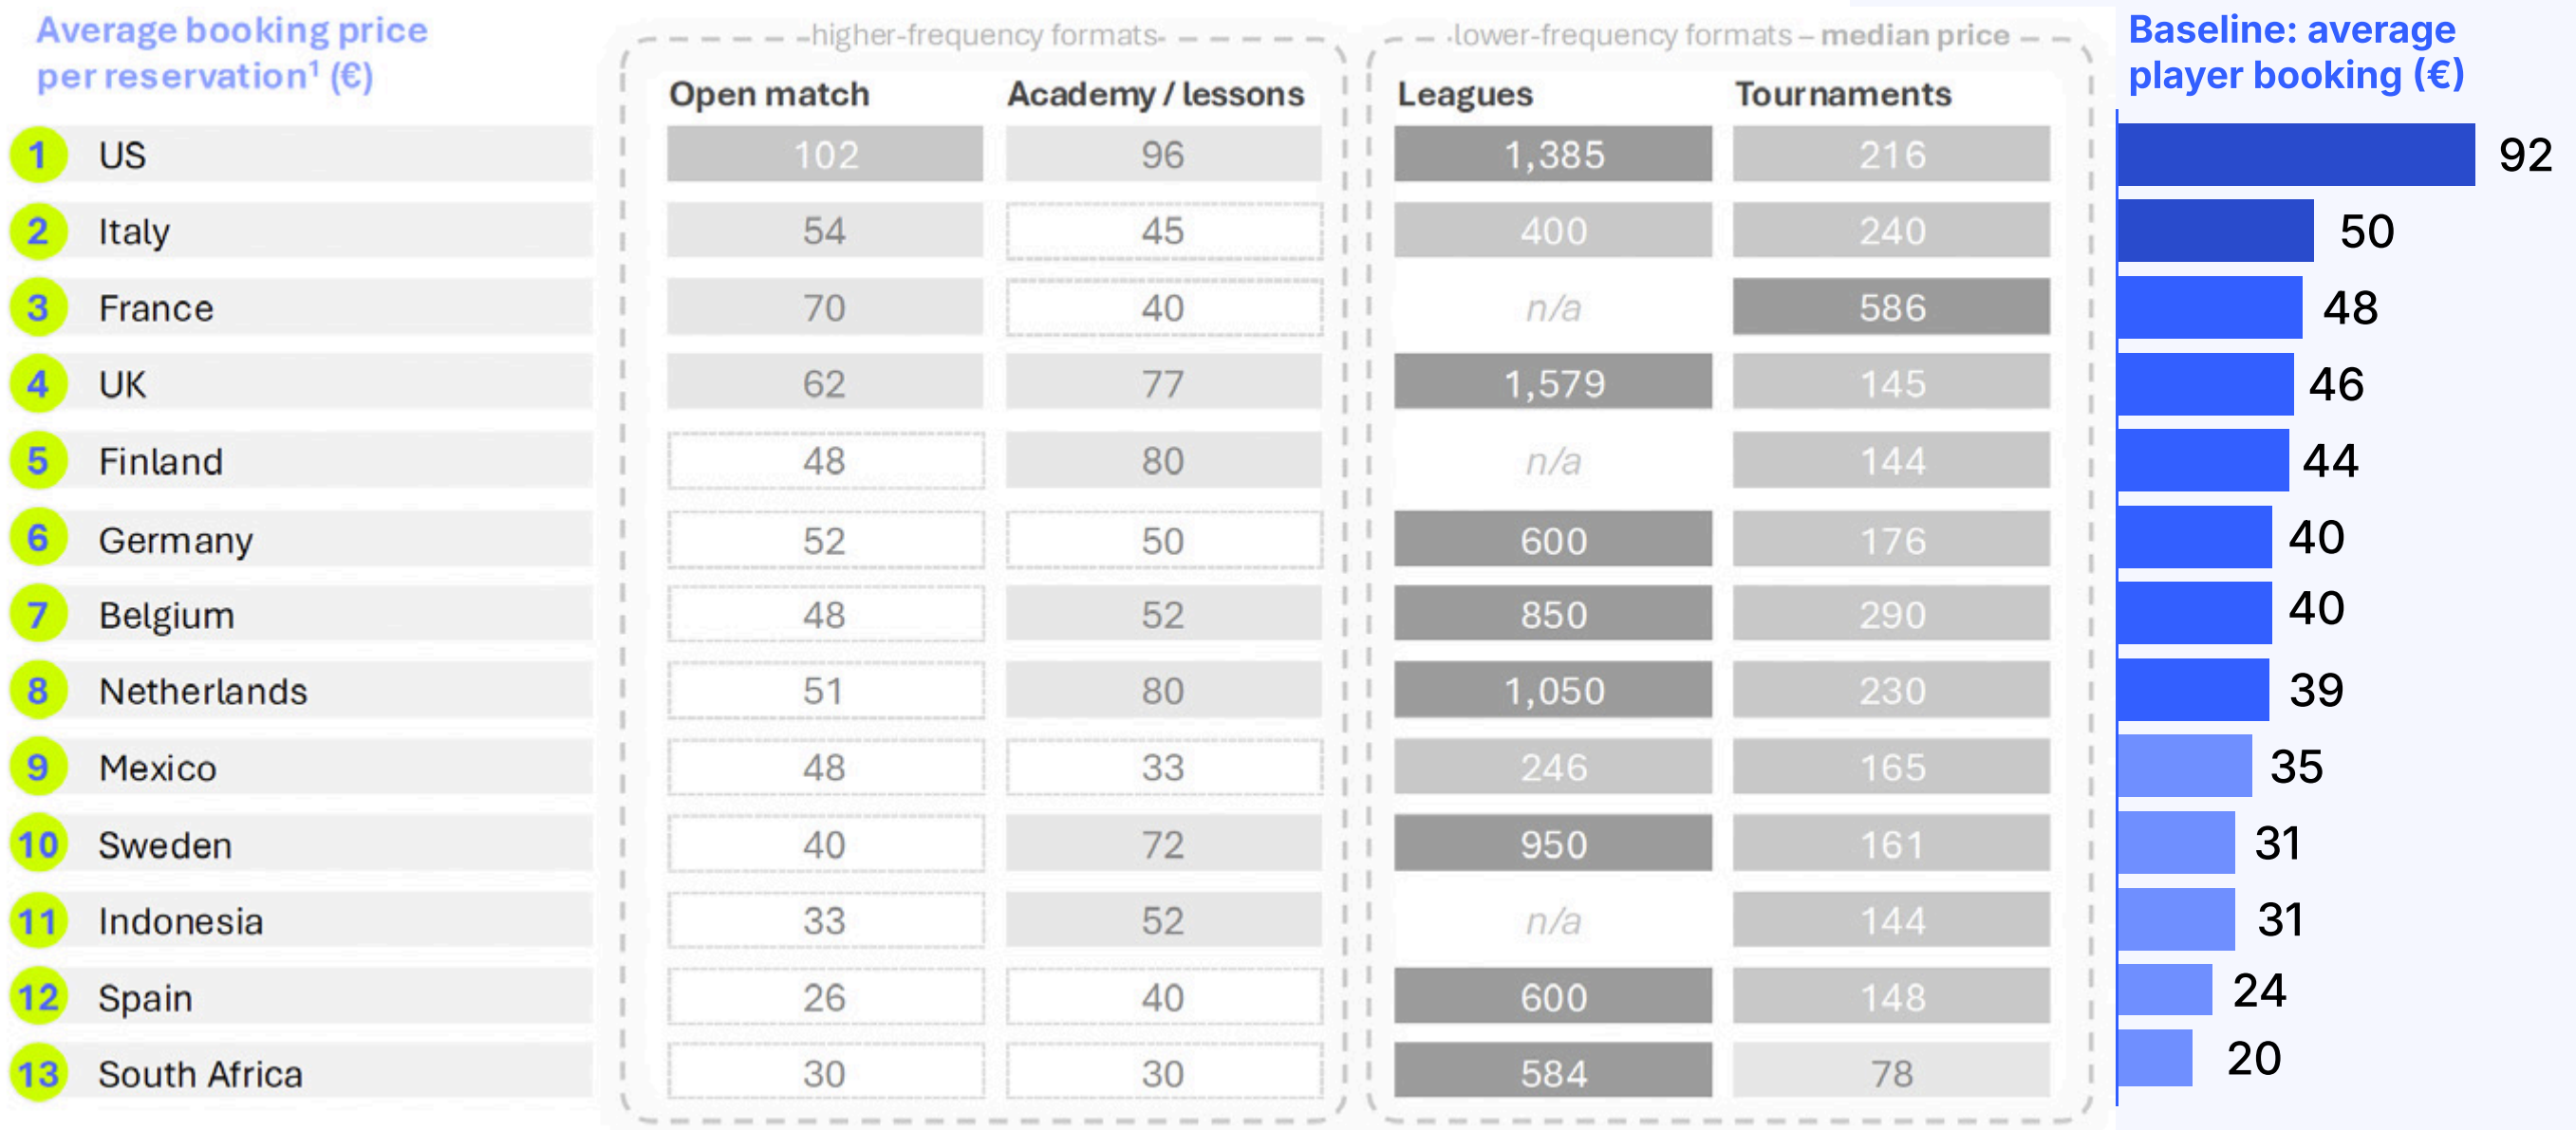 Average booking price
per reservation¹ (€)
higher-frequency formats
lower-frequency formats – median price
Baseline: average
player booking (€)
Open match Academy / lessons Leagues Tournaments
1 US 102 96 1,385 216 92
2 Italy 54 45 400 240 50
3 France 70 40 n/a 586 48
4 UK 62 77 1,579 145 46
5 Finland 48 80 n/a 144 44
6 Germany 52 50 600 176 40
7 Belgium 48 52 850 290 40
8 Netherlands 51 80 1,050 230 39
9 Mexico 48 33 246 165 35
10 Sweden 40 72 950 161 31
11 Indonesia 33 52 n/a 144 31
12 Spain 26 40 600 148 24
13 South Africa 30 30 584 78 20